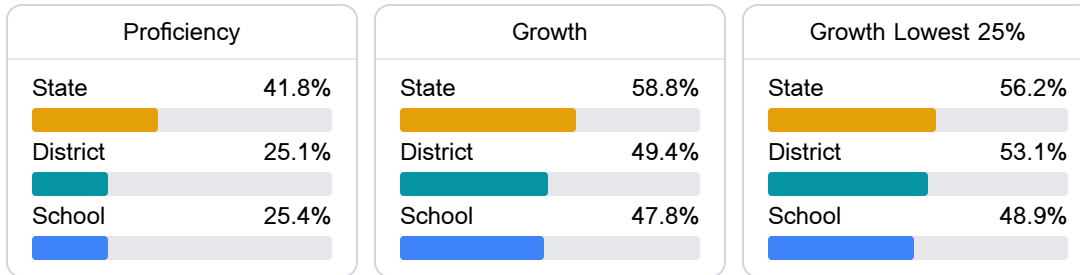 Proficiency
State 41.8%
District 25.1%
School 25.4%
Growth
State 58.8%
District 49.4%
School 47.8%
Growth Lowest 25%
State 56.2%
District 53.1%
School 48.9%